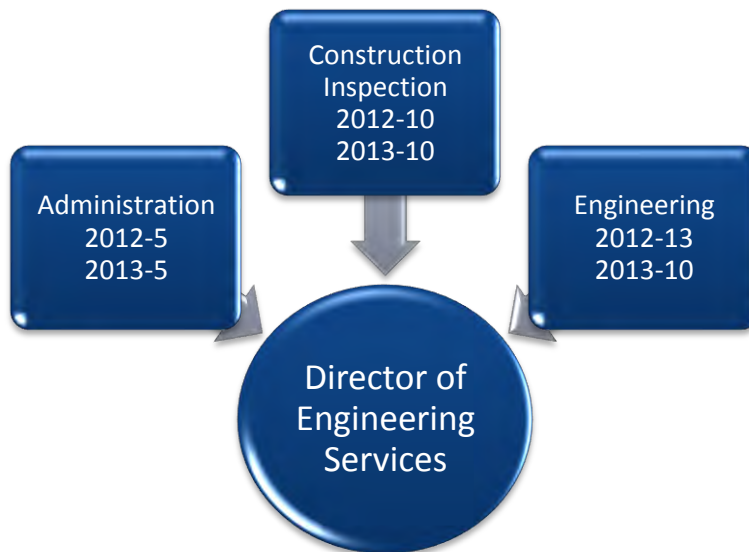 Construction
Inspection
2012-10
2013-10
Administration
2012-5
2013-5
Engineering
2012-13
2013-10
Director of
Engineering
Services